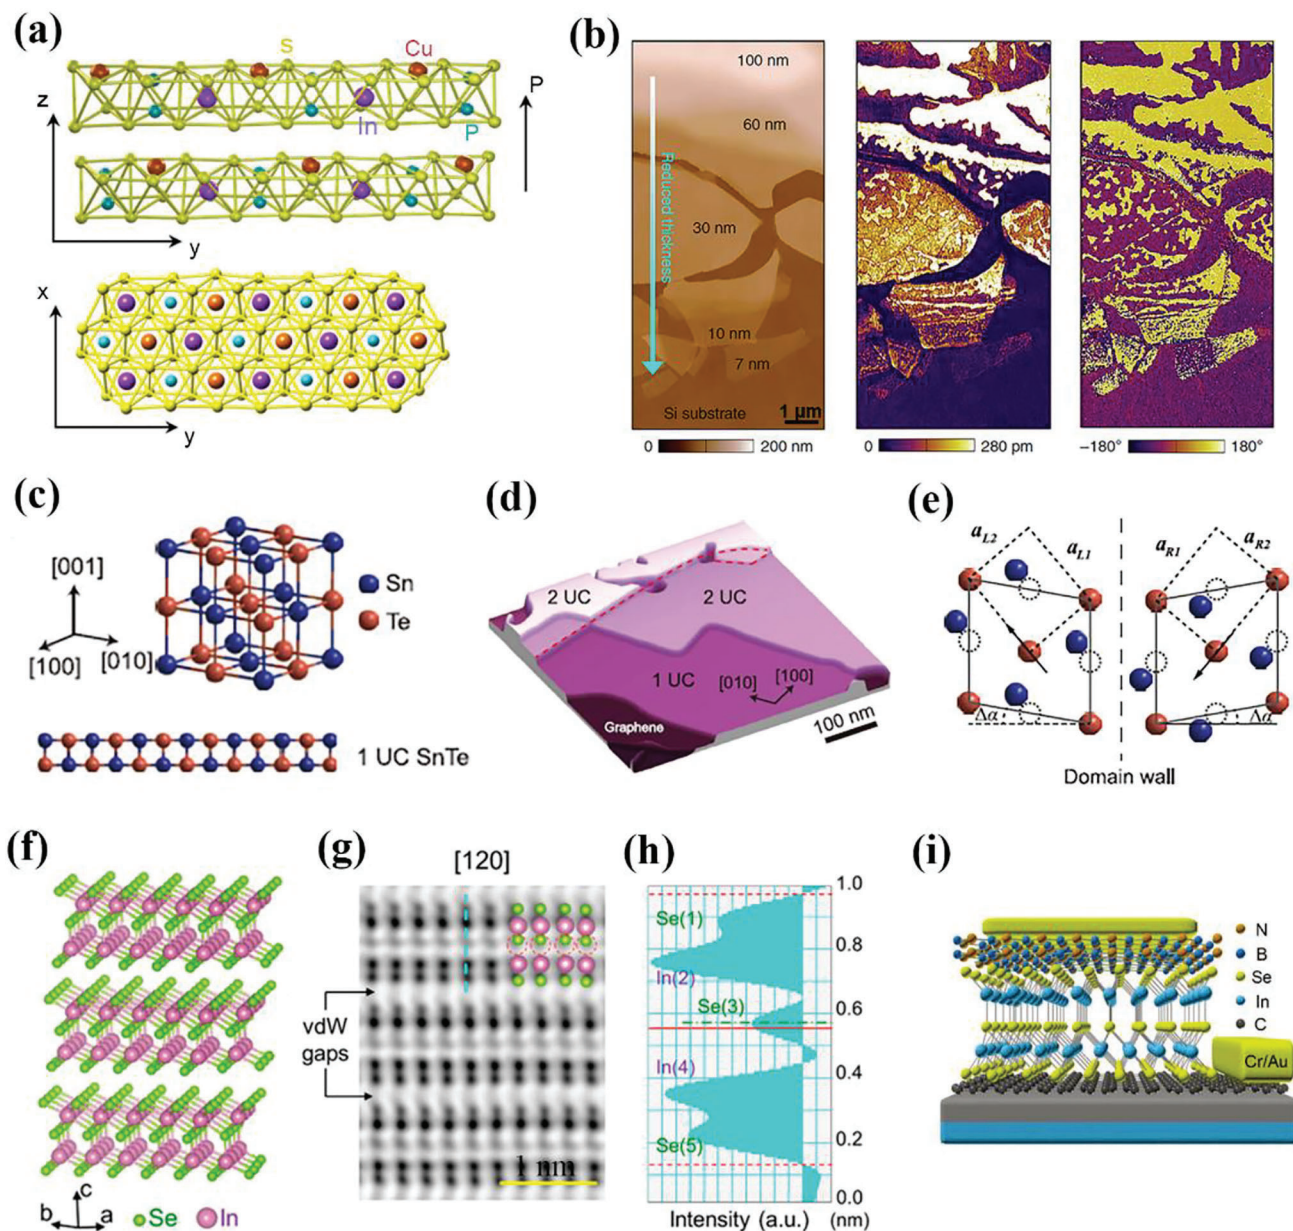 (a)
S
Cu
z
P
In
P
y
x
y
(b)
100 nm
60 nm
Reduced thickness
30 nm
10 nm
7 nm
Si substrate
1 μm
0 200 nm
0 280 pm
−180° 180°
(c)
[001]
[100]
[010]
Sn
Te
1 UC SnTe
(d)
2 UC
2 UC
1 UC
[010]
[100]
Graphene
100 nm
(e)
aL2
aL1
aR1
aR2
Δα
Δα
Domain wall
(f)
c
b
a
Se
In
(g)
[120]
vdW
gaps
1 nm
(h)
1.0
Se(1)
0.8
In(2)
Se(3)
0.6
In(4)
0.4
Se(5)
0.2
0.0
Intensity (a.u.) (nm)
(i)
N
B
Se
In
C
Cr/Au